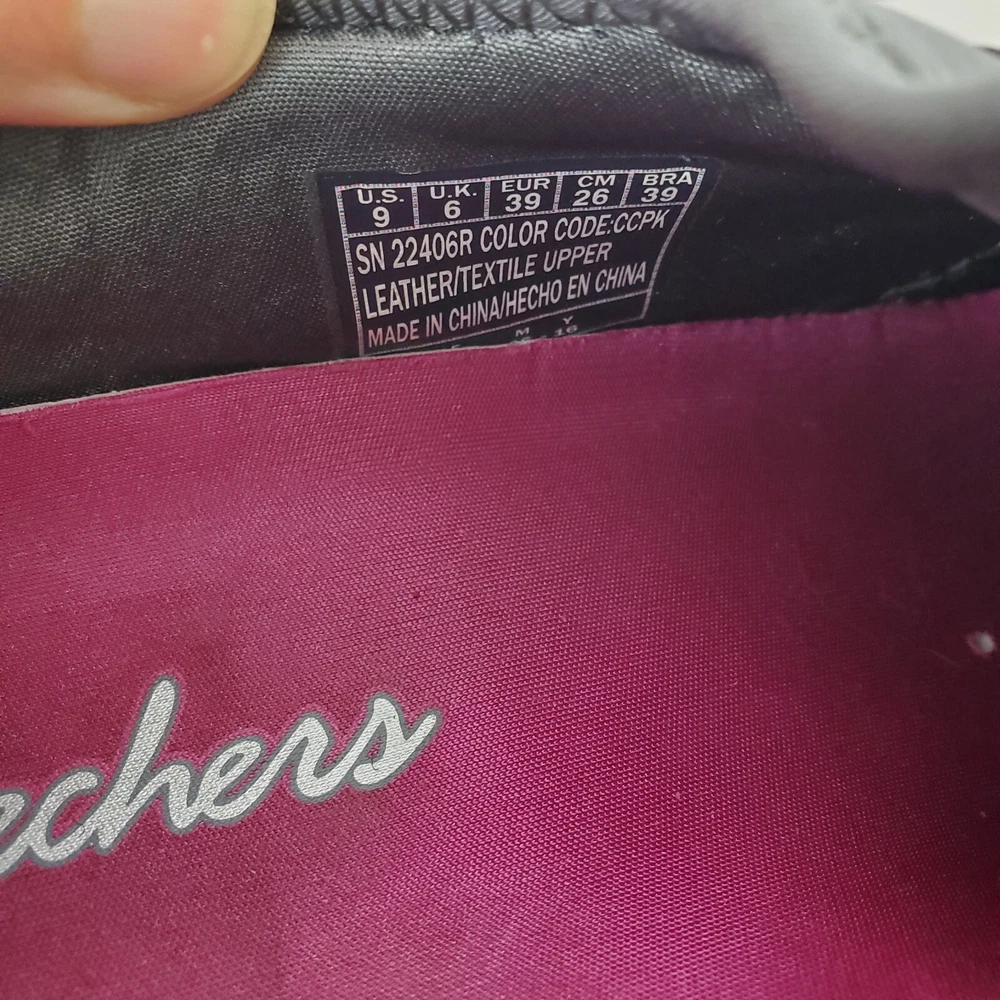 U.S. U.K. EUR CM BRA
9 6 39 26 39
SN 22406R COLOR CODE:CCPK
LEATHER/TEXTILE UPPER
MADE IN CHINA/HECHO EN CHINA
M Y
16
echers